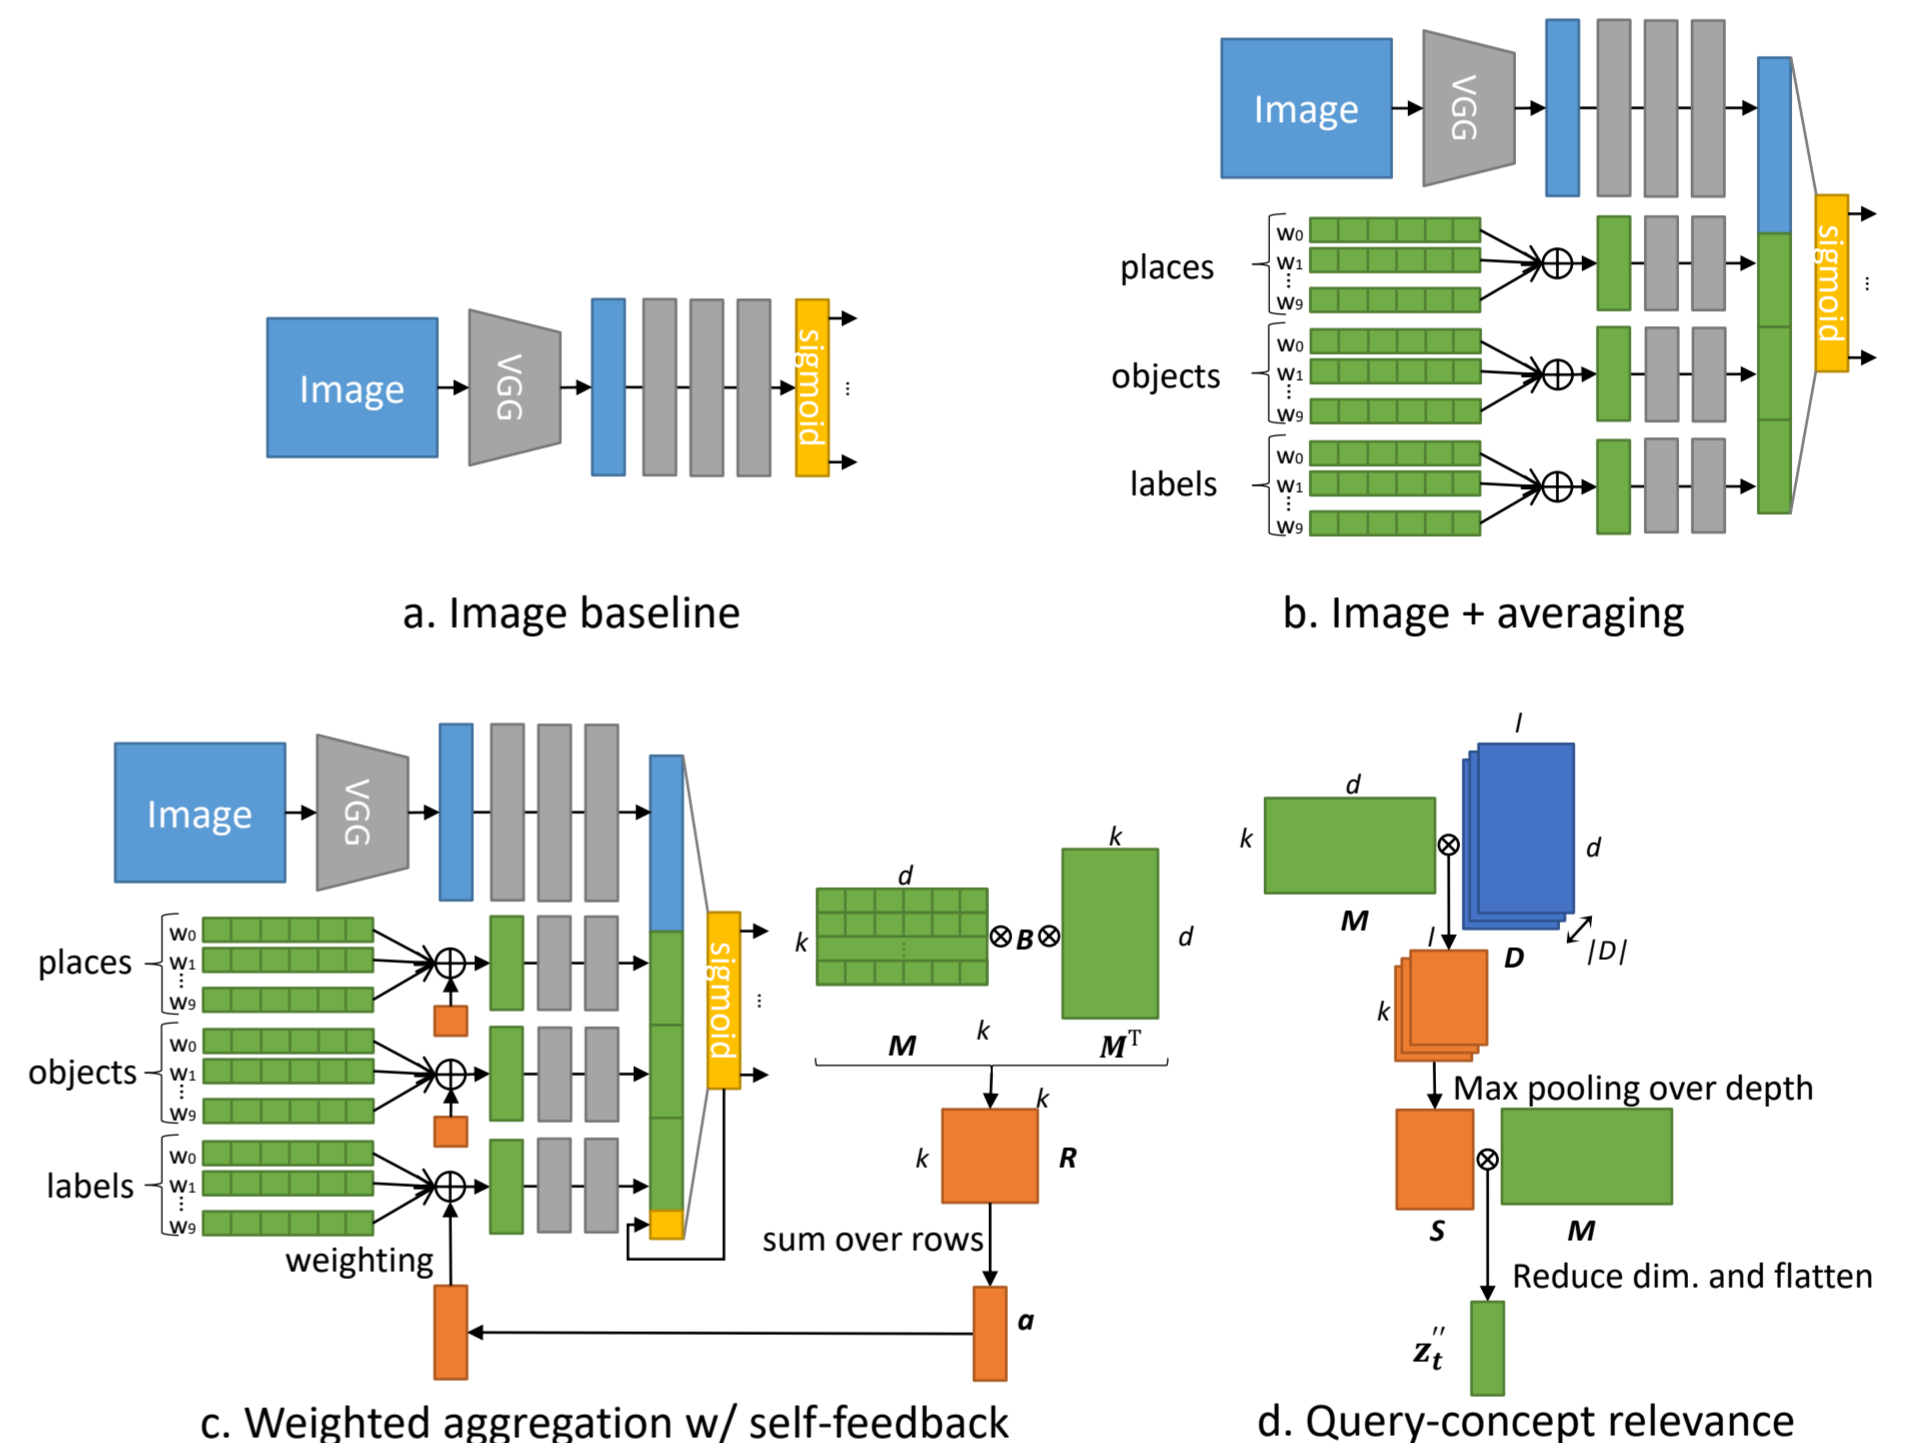 Image
VGG
sigmoid
...
a. Image baseline
Image
VGG
places
w0
w1
w9
objects
w0
w1
w9
labels
w0
w1
w9
sigmoid
...
b. Image + averaging
Image
VGG
places
w0
w1
w9
objects
w0
w1
w9
labels
w0
w1
w9
weighting
sigmoid
...
d
k
M
⊗ B ⊗
k
d
Mᵀ
k
k
k
R
sum over rows
a
c. Weighted aggregation w/ self-feedback
l
d
k
M
d
D
|D|
l
k
Max pooling over depth
S
M
Reduce dim. and flatten
z''t
d. Query-concept relevance